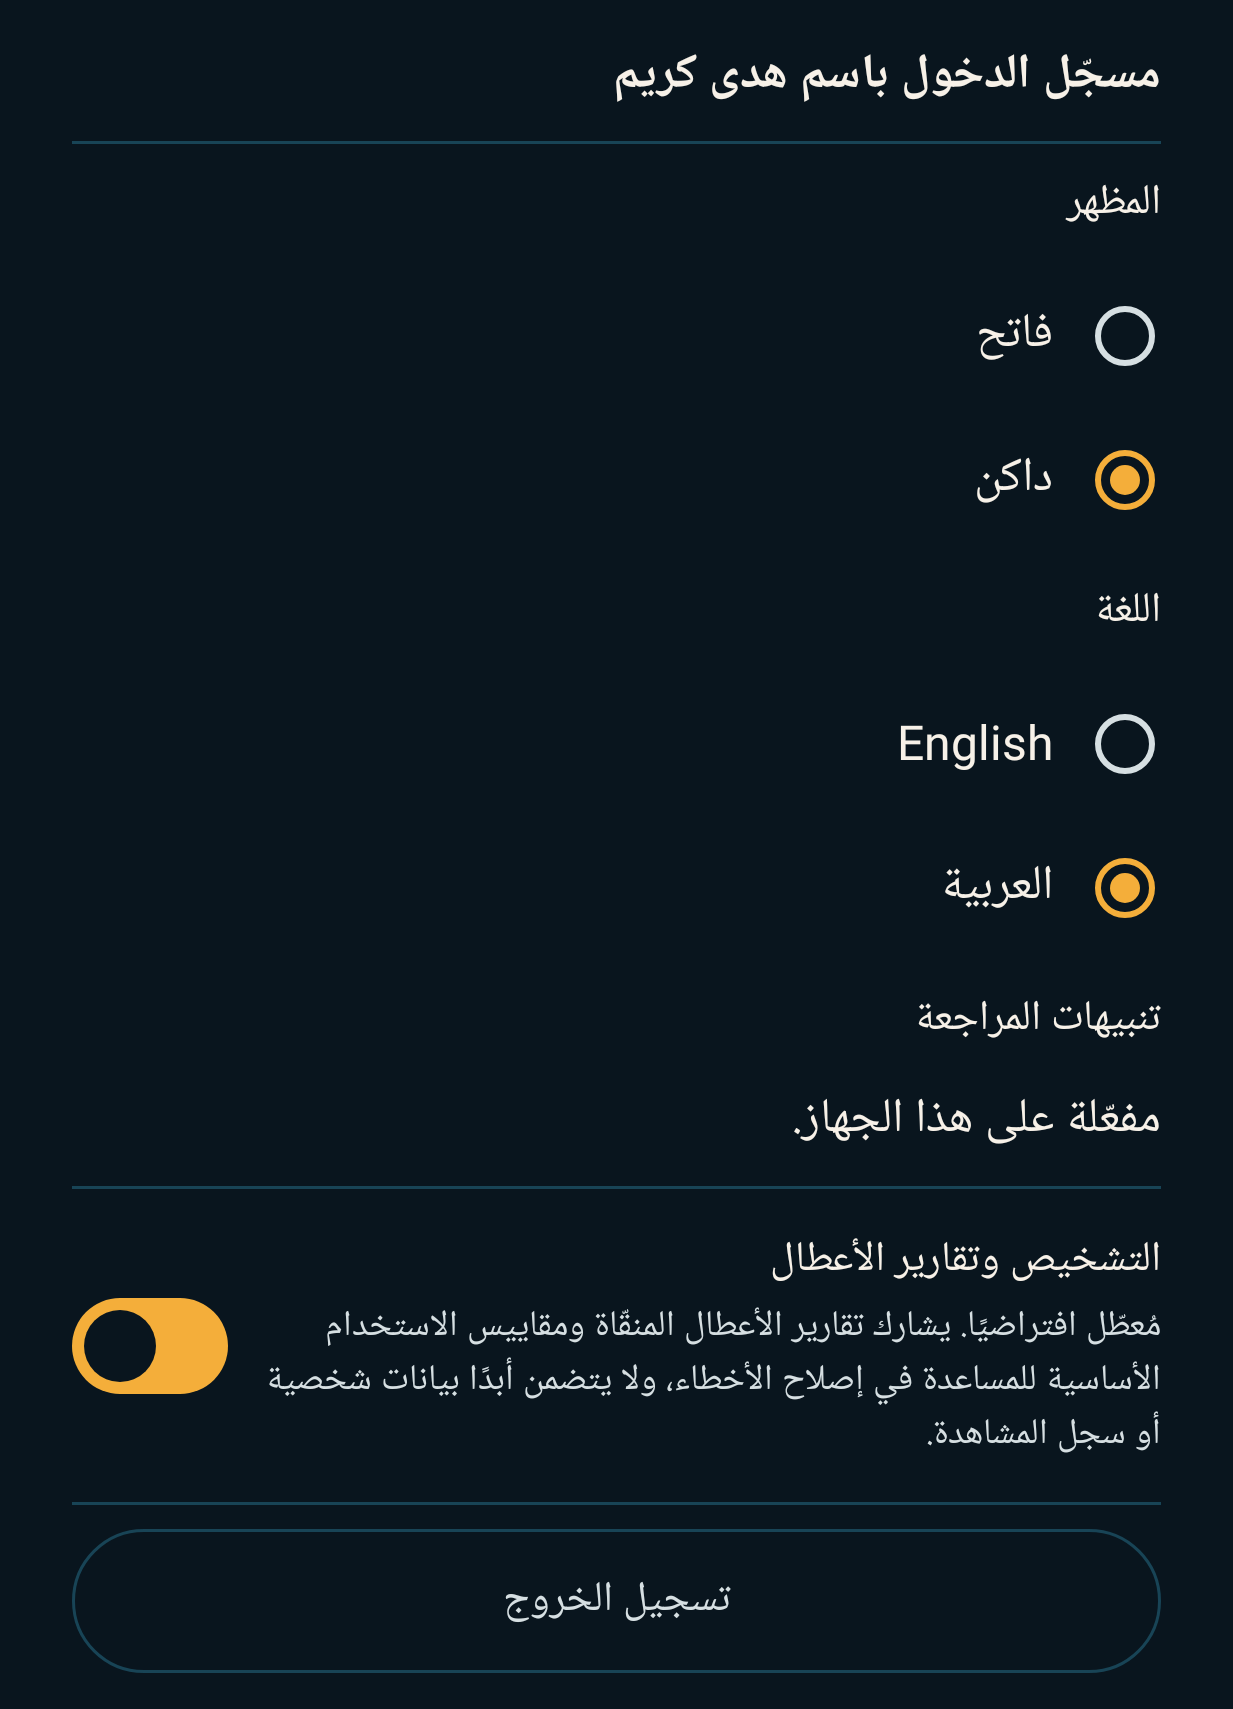 مسجّل الدخول باسم هدى كريم
المظهر
فاتح
داكن
اللغة
English
العربية
تنبيهات المراجعة
مفعّلة على هذا الجهاز.
التشخيص وتقارير الأعطال
مُعطّل افتراضيًا. يشارك تقارير الأعطال المنقّاة ومقاييس الاستخدام
الأساسية للمساعدة في إصلاح الأخطاء، ولا يتضمن أبدًا بيانات شخصية
أو سجل المشاهدة.
تسجيل الخروج